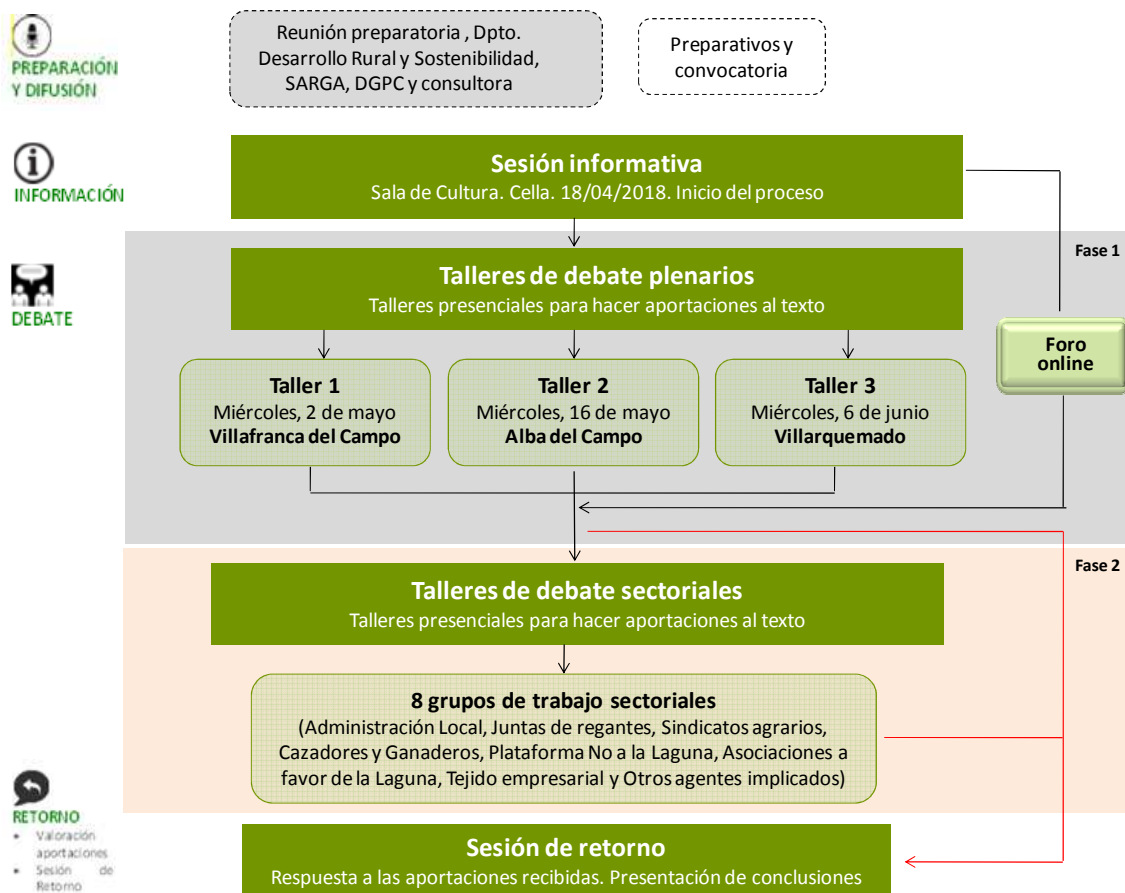 PREPARACIÓN
Y DIFUSIÓN
Reunión preparatoria , Dpto.
Desarrollo Rural y Sostenibilidad,
SARGA, DGPC y consultora
Preparativos y
convocatoria
INFORMACIÓN
Sesión informativa
Sala de Cultura. Cella. 18/04/2018. Inicio del proceso
Fase 1
DEBATE
Talleres de debate plenarios
Talleres presenciales para hacer aportaciones al texto
Foro
online
Taller 1
Miércoles, 2 de mayo
Villafranca del Campo
Taller 2
Miércoles, 16 de mayo
Alba del Campo
Taller 3
Miércoles, 6 de junio
Villarquemado
Fase 2
Talleres de debate sectoriales
Talleres presenciales para hacer aportaciones al texto
8 grupos de trabajo sectoriales
(Administración Local, Juntas de regantes, Sindicatos agrarios,
Cazadores y Ganaderos, Plataforma No a la Laguna, Asociaciones a
favor de la Laguna, Tejido empresarial y Otros agentes implicados)
RETORNO
• Valoración
aportaciones
• Sesión de
Retorno
Sesión de retorno
Respuesta a las aportaciones recibidas. Presentación de conclusiones